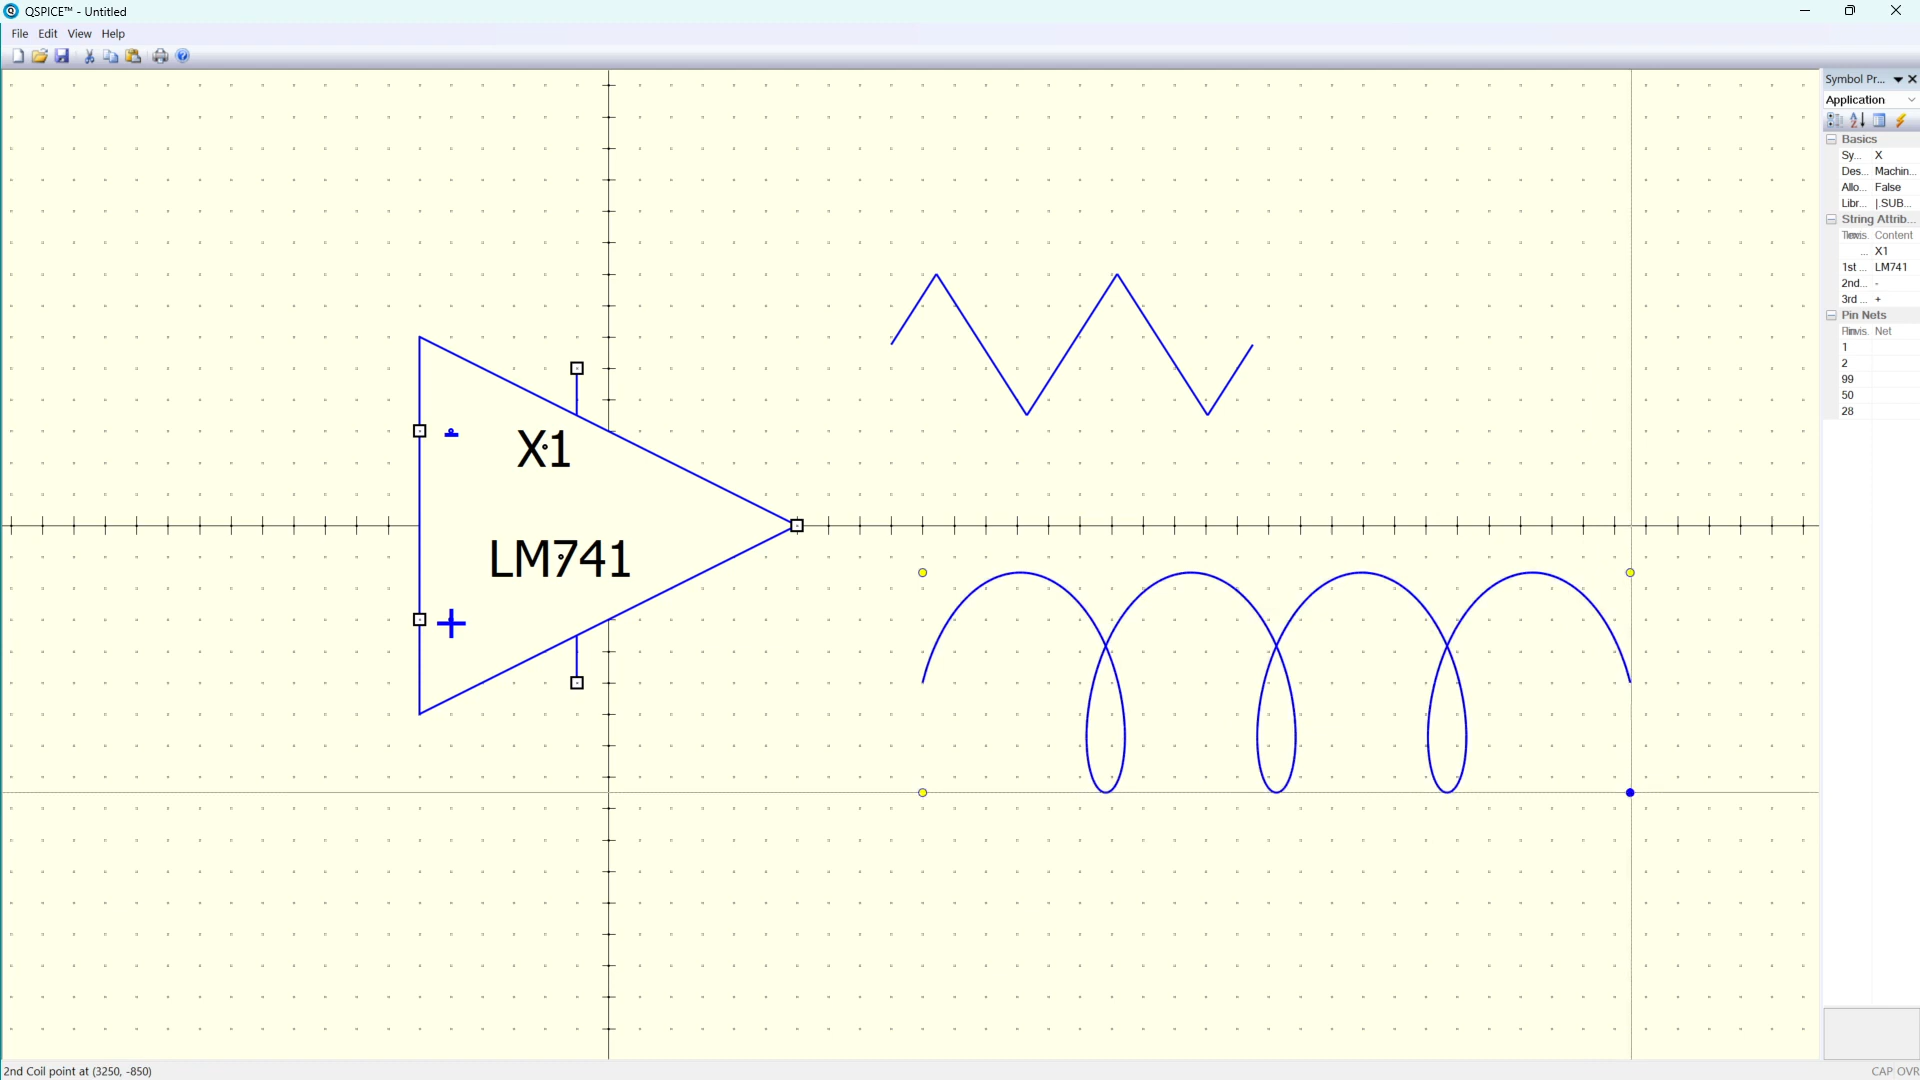 QSPICE™ - Untitled
File Edit View Help
Symbol Pr...
Application
Basics
Sy... X
Des... Machin...
Allo... False
Libr... |.SUB...
String Attrib...
Content
... X1
1st ... LM741
2nd... -
3rd ... +
Pin Nets
Net
1
2
99
50
28
-
X1
LM741
+
2nd Coil point at (3250, -850)
CAP OVR